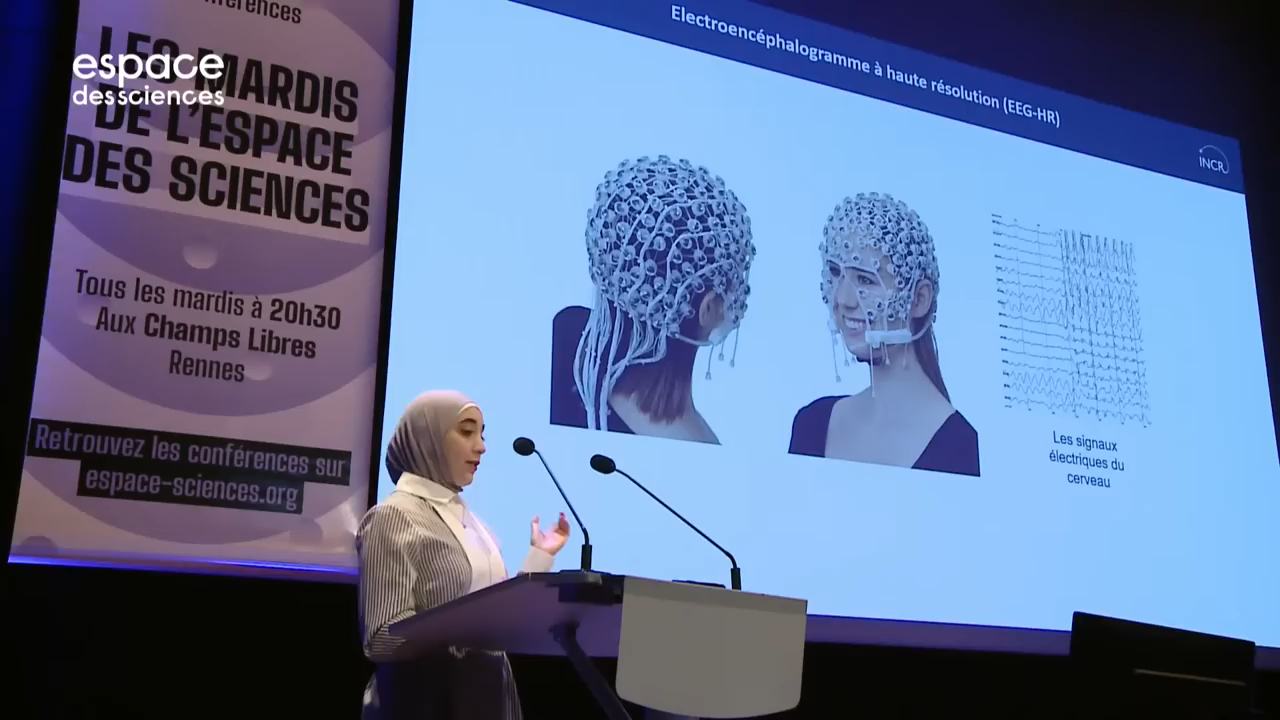 LES MARDIS
DE L'ESPACE
DES SCIENCES
espace
des sciences
Tous les mardis à 20h30
Aux Champs Libres
Rennes
Retrouvez les conférences sur
espace-sciences.org
Electroencéphalogramme à haute résolution (EEG-HR)
INCR
Les signaux
électriques du
cerveau